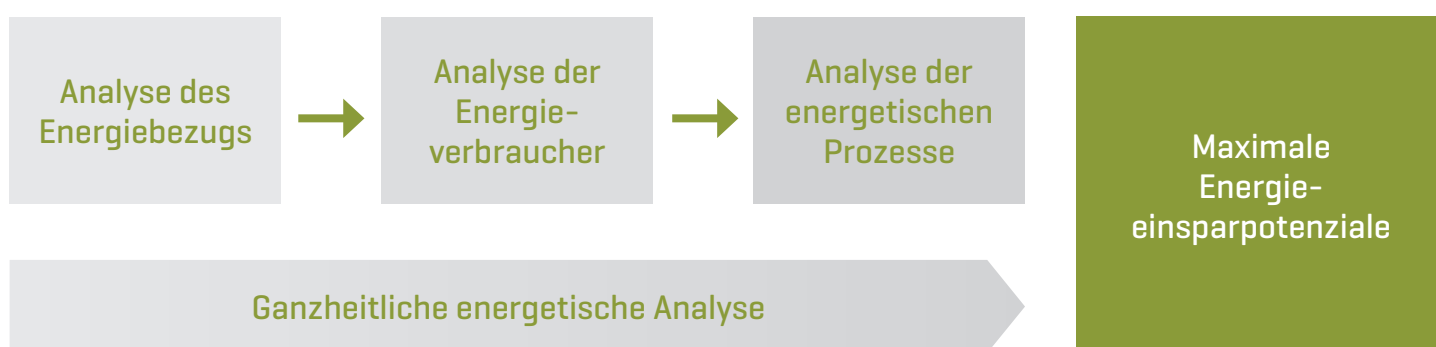 Analyse des
Energiebezugs
Analyse der
Energie-
verbraucher
Analyse der
energetischen
Prozesse
Maximale
Energie-
einsparpotenziale
Ganzheitliche energetische Analyse